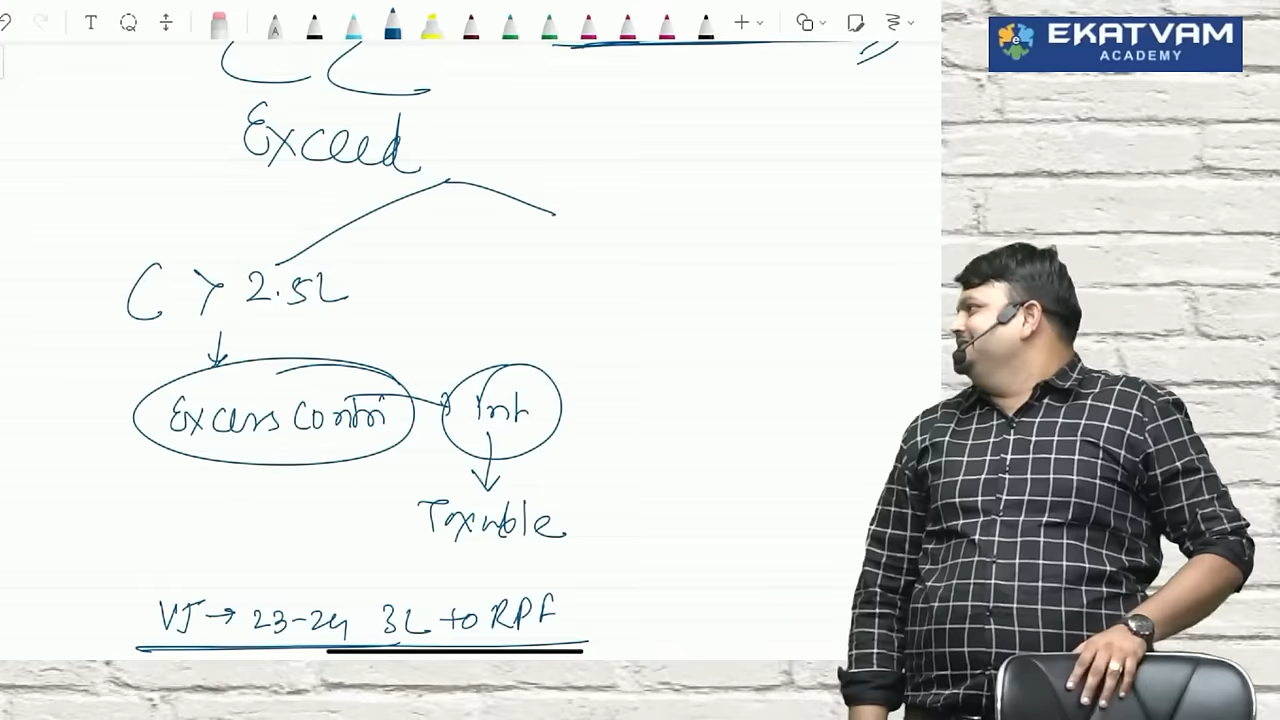 T A
EKATVAM
ACADEMY
Exceed
C > 2.5L
Excess Contri Int
Taxable
VJ → 23-24 3L to RPF